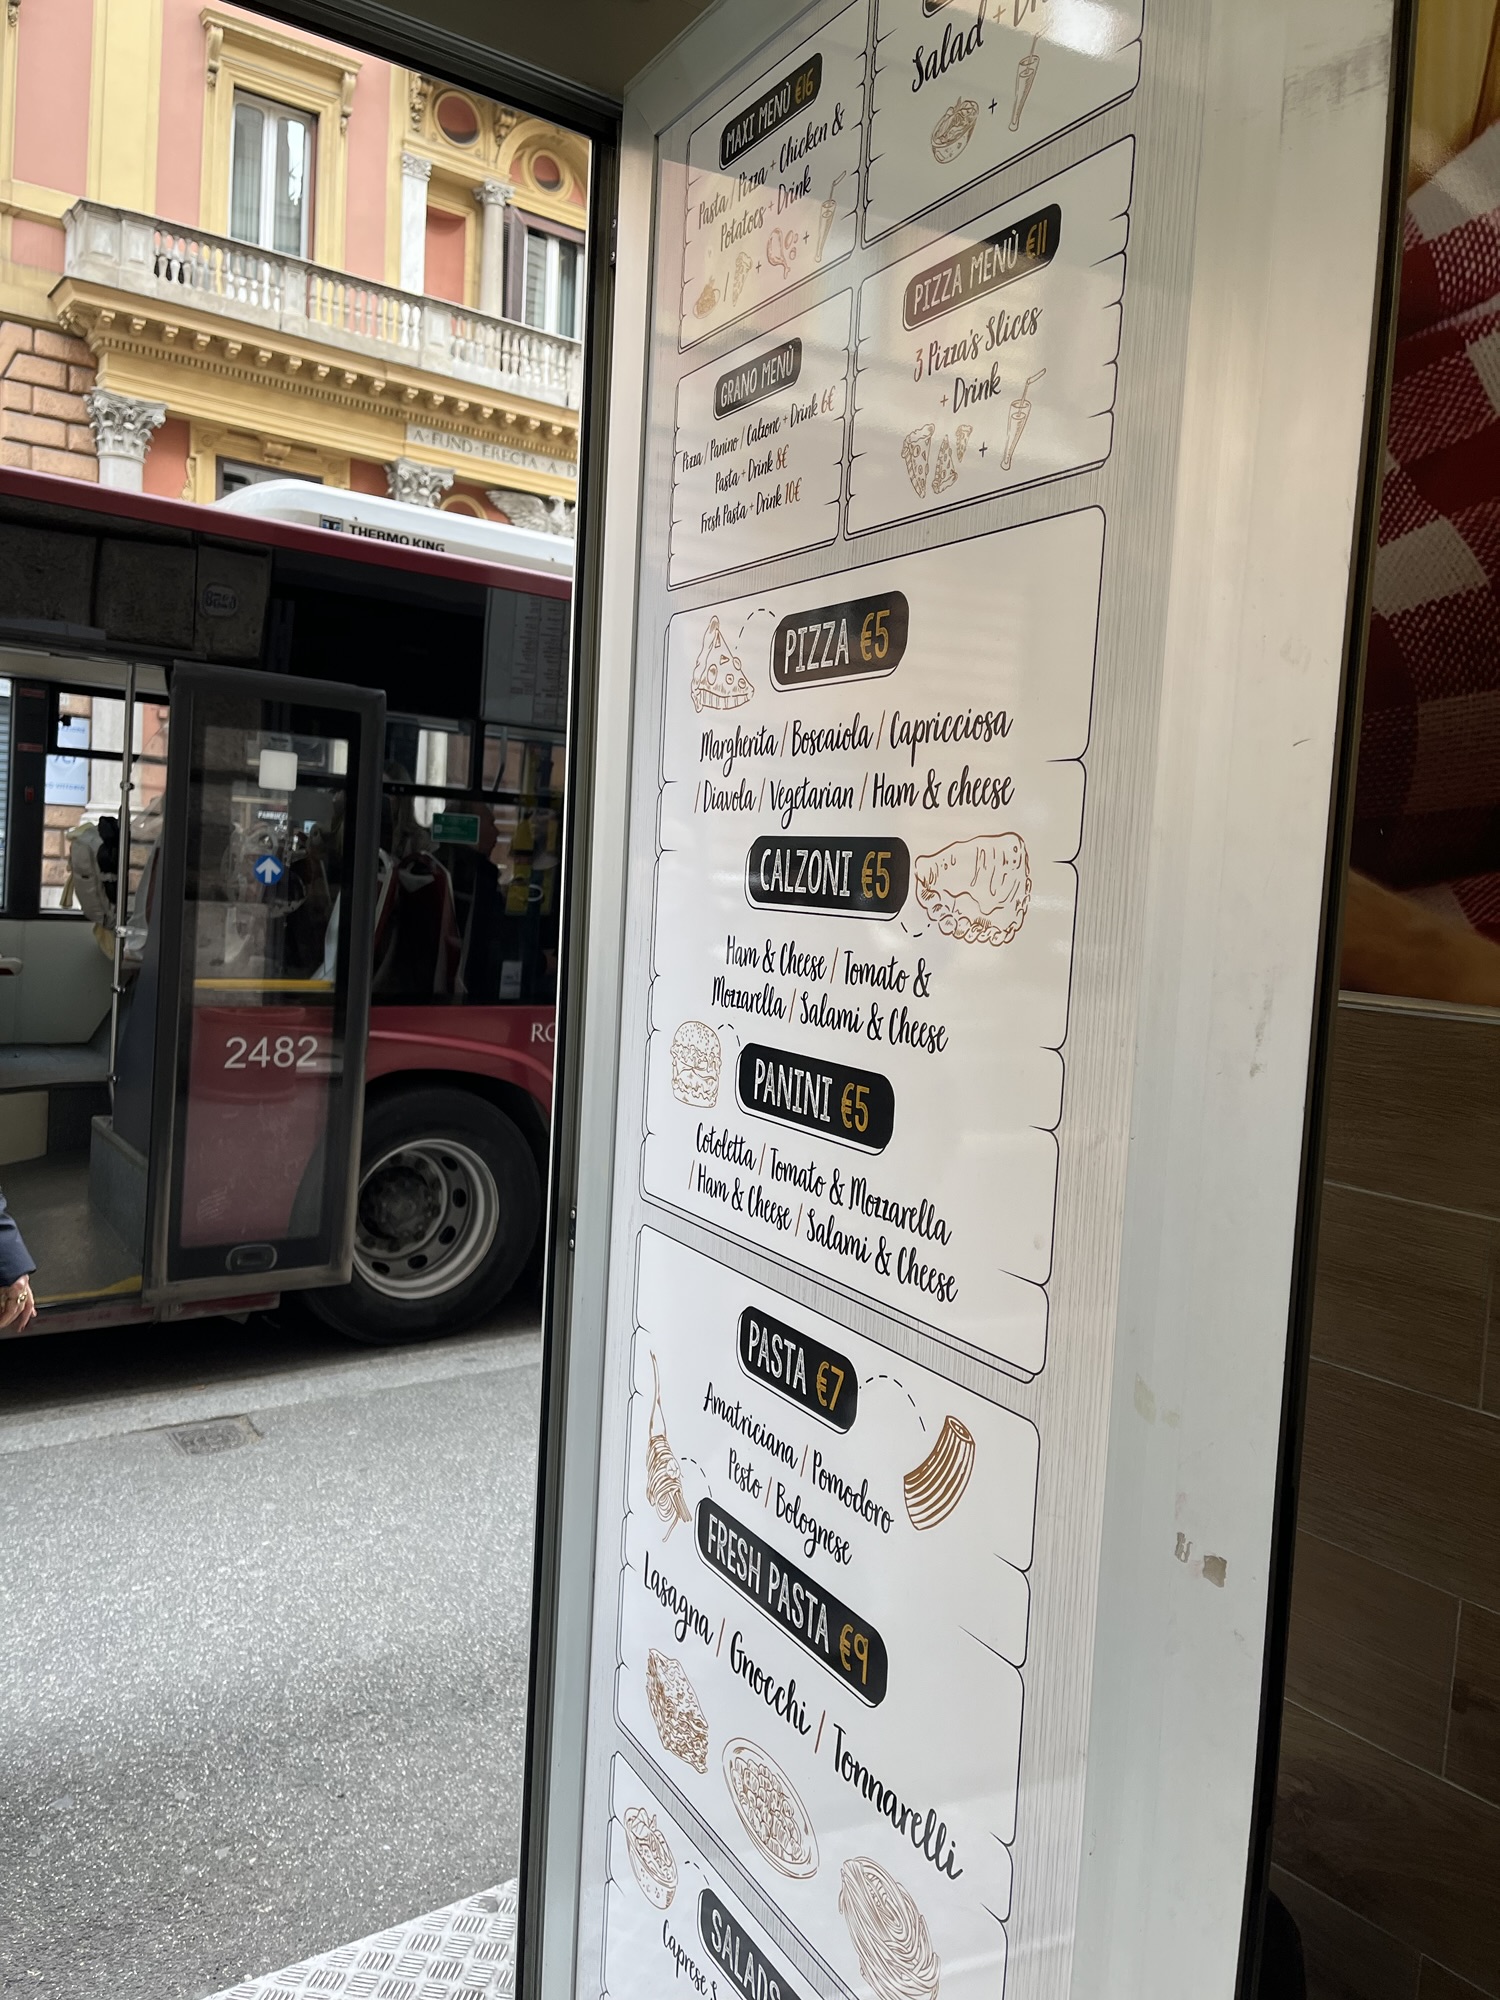 A·FUND·ERECTA·A·D
THERMO KING
2482
MAXI MENÙ €16
Pasta / Pizza + Chicken &
Potatoes + Drink
Salad +
GRANO MENÙ
Pizza / Panino / Calzone + Drink 6€
Pasta + Drink 8€
Fresh Pasta + Drink 10€
PIZZA MENÙ €11
3 Pizza's Slices
+ Drink
PIZZA €5
Margherita / Boscaiola / Capricciosa
/ Diavola / Vegetarian / Ham & cheese
CALZONI €5
Ham & Cheese / Tomato &
Mozzarella / Salami & Cheese
PANINI €5
Cotoletta / Tomato & Mozzarella
/ Ham & Cheese / Salami & Cheese
PASTA €7
Amatriciana / Pomodoro
Pesto / Bolognese
FRESH PASTA €9
Lasagna / Gnocchi / Tonnarelli
SALADS
Caprese